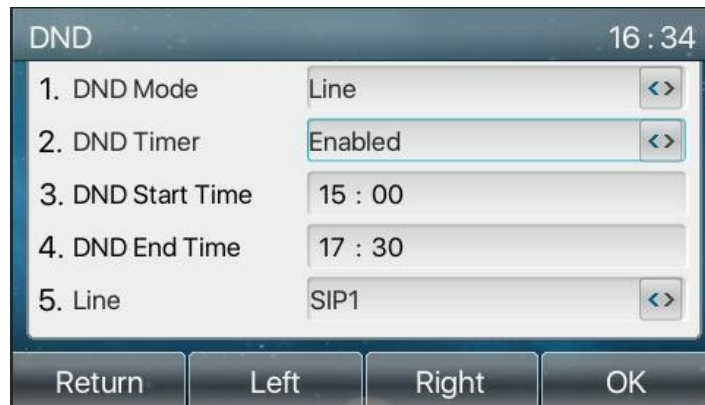 DND 16 : 34
1. DND Mode Line <>
2. DND Timer Enabled <>
3. DND Start Time 15 : 00
4. DND End Time 17 : 30
5. Line SIP1 <>
Return Left Right OK